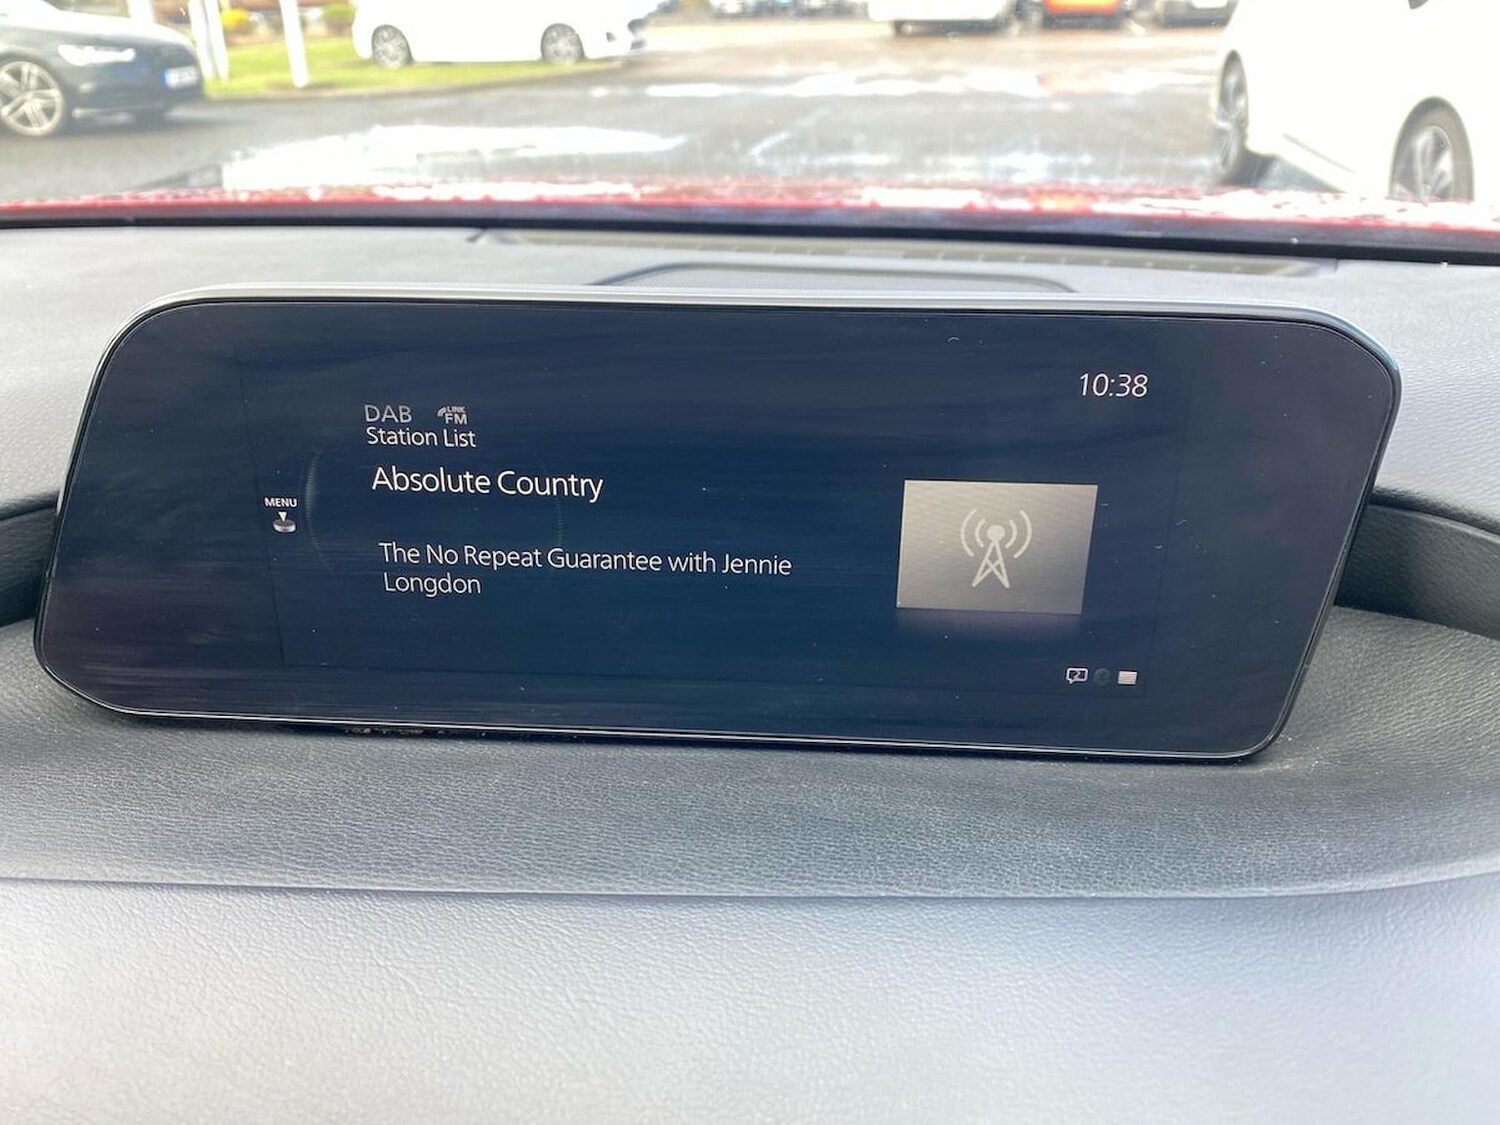 10:38
DAB LINK FM
Station List
Absolute Country
MENU
The No Repeat Guarantee with Jennie
Longdon